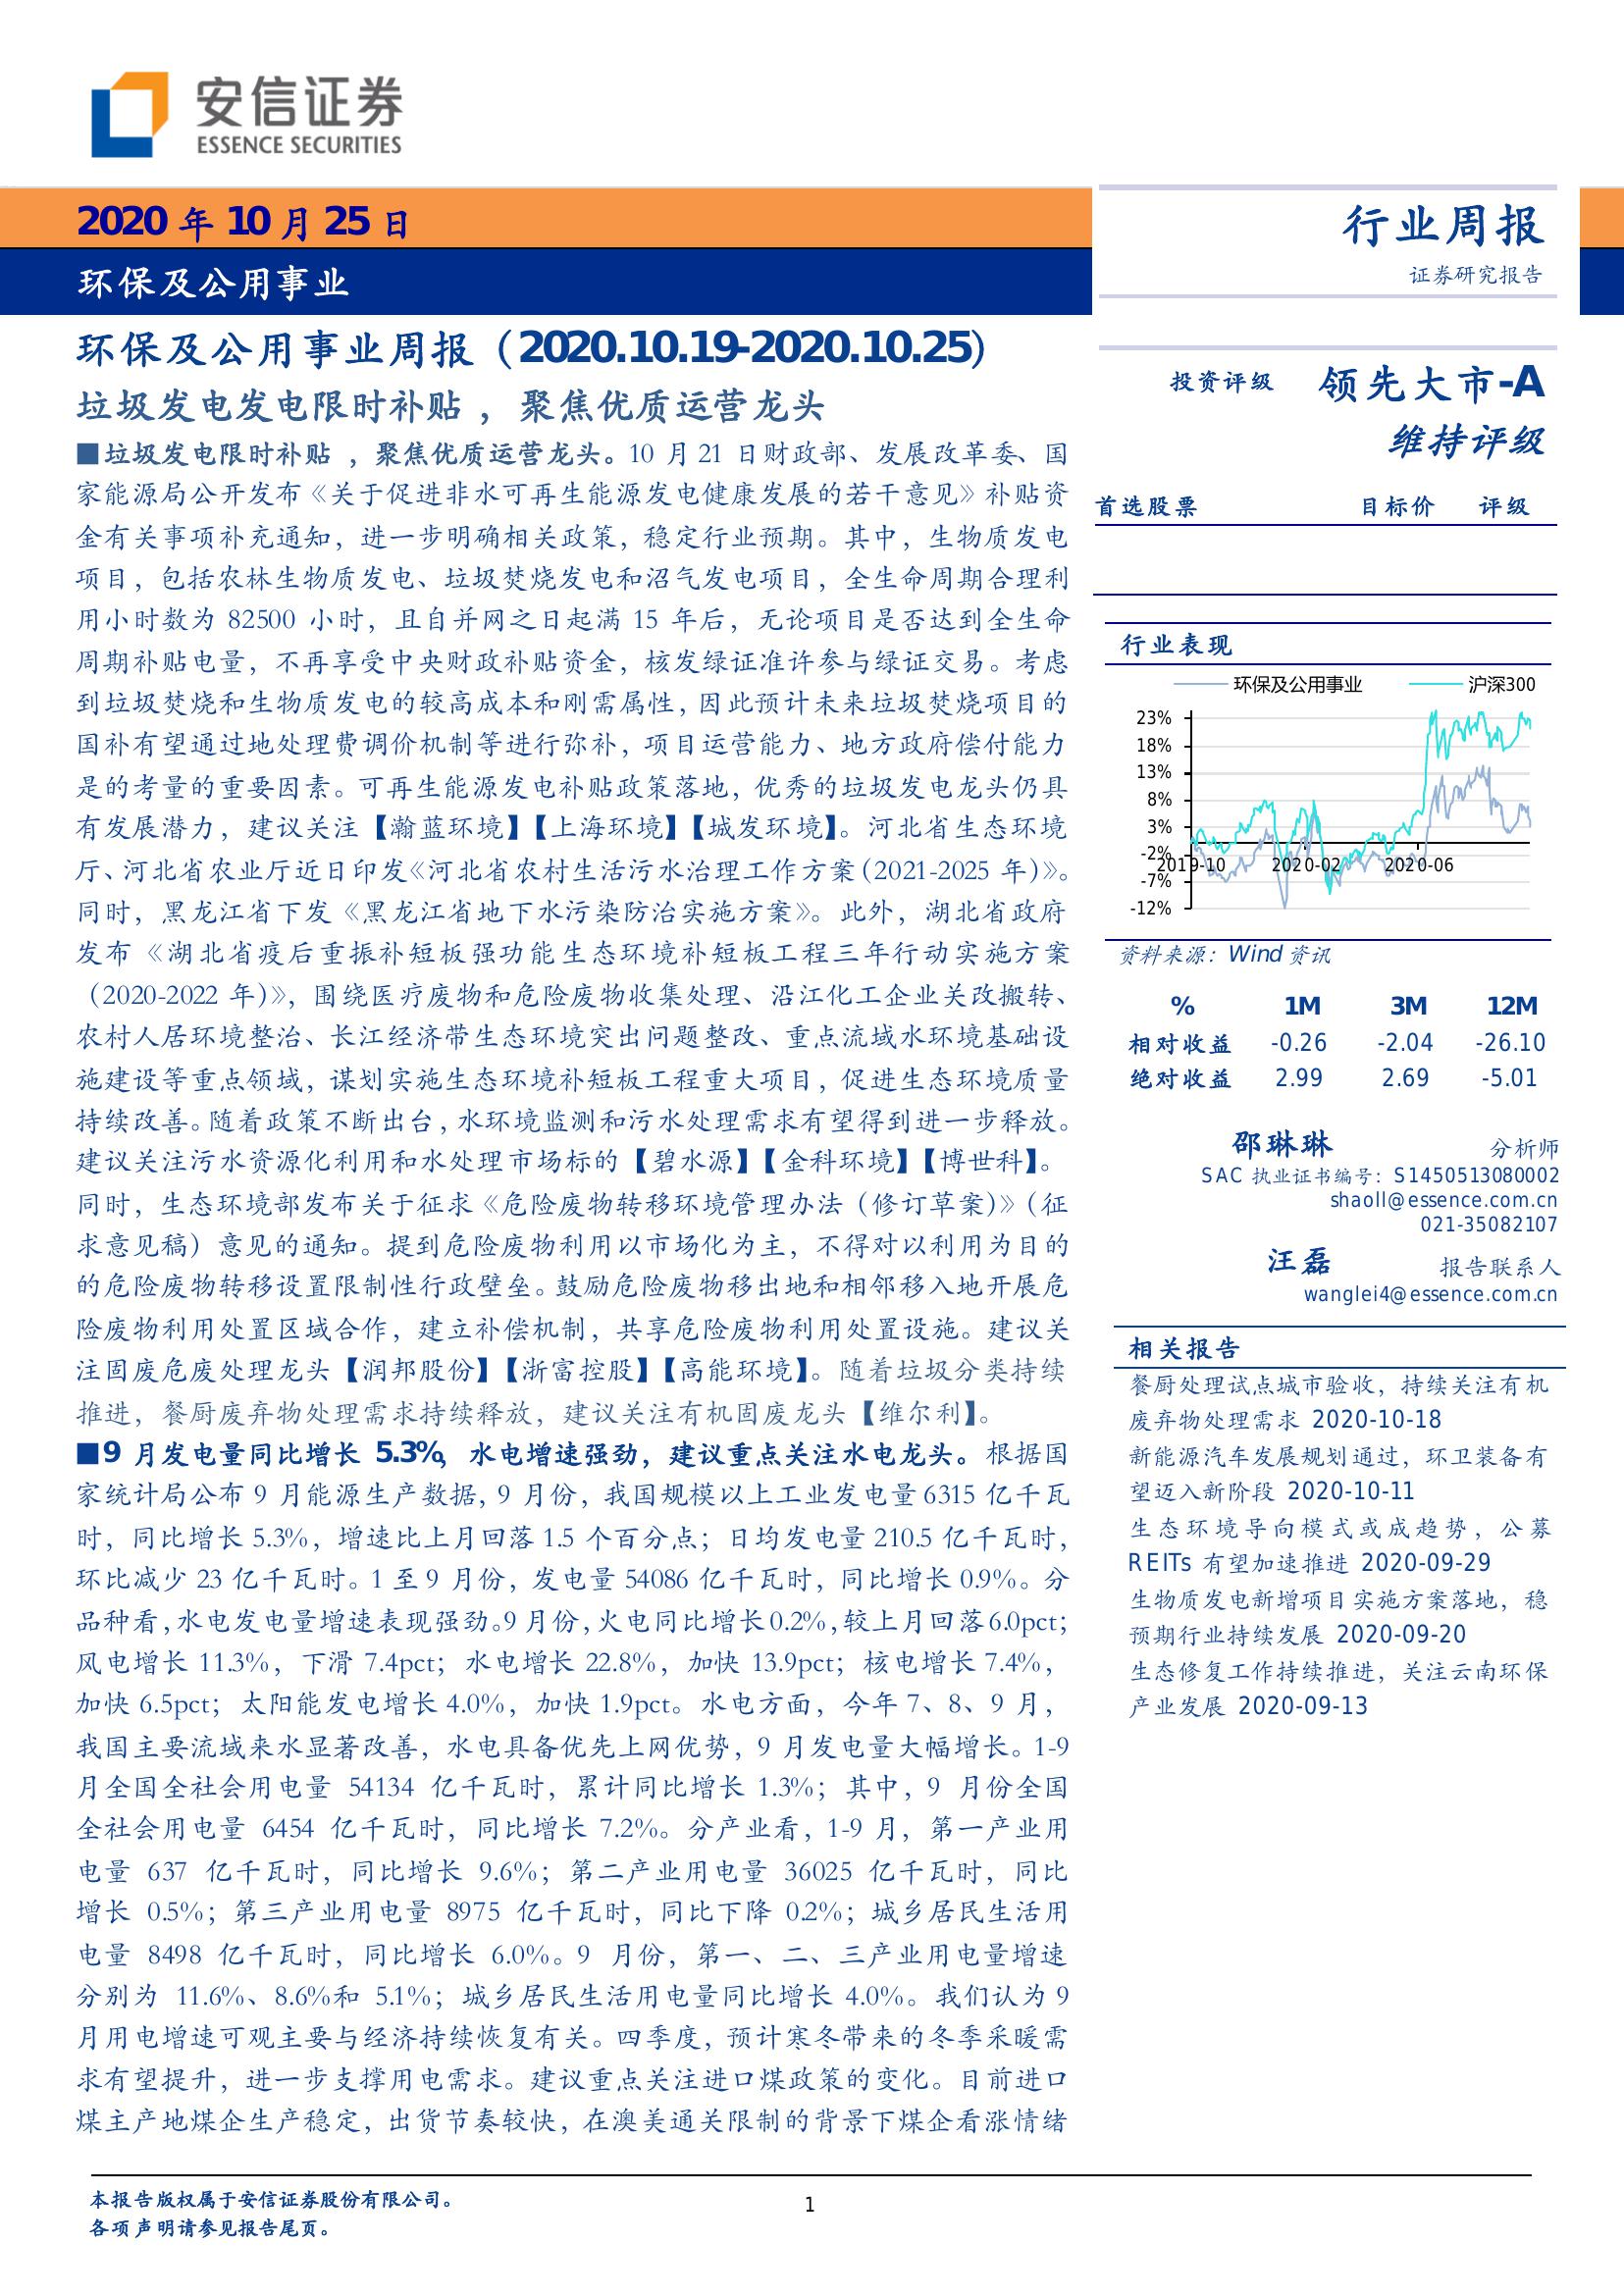 安信证券
ESSENCE SECURITIES
2020 年 10 月 25 日
环保及公用事业
环保及公用事业周报（2020.10.19-2020.10.25）
垃圾发电发电限时补贴 ，聚焦优质运营龙头
■垃圾发电限时补贴 ，聚焦优质运营龙头。10 月 21 日财政部、发展改革委、国
家能源局公开发布《关于促进非水可再生能源发电健康发展的若干意见》补贴资
金有关事项补充通知，进一步明确相关政策，稳定行业预期。其中，生物质发电
项目，包括农林生物质发电、垃圾焚烧发电和沼气发电项目，全生命周期合理利
用小时数为 82500 小时，且自并网之日起满 15 年后，无论项目是否达到全生命
周期补贴电量，不再享受中央财政补贴资金，核发绿证准许参与绿证交易。考虑
到垃圾焚烧和生物质发电的较高成本和刚需属性，因此预计未来垃圾焚烧项目的
国补有望通过地处理费调价机制等进行弥补，项目运营能力、地方政府偿付能力
是的考量的重要因素。可再生能源发电补贴政策落地，优秀的垃圾发电龙头仍具
有发展潜力，建议关注【瀚蓝环境】【上海环境】【城发环境】。河北省生态环境
厅、河北省农业厅近日印发《河北省农村生活污水治理工作方案（2021-2025 年）》。
同时，黑龙江省下发《黑龙江省地下水污染防治实施方案》。此外，湖北省政府
发布《湖北省疫后重振补短板强功能生态环境补短板工程三年行动实施方案
（2020-2022 年）》，围绕医疗废物和危险废物收集处理、沿江化工企业关改搬转、
农村人居环境整治、长江经济带生态环境突出问题整改、重点流域水环境基础设
施建设等重点领域，谋划实施生态环境补短板工程重大项目，促进生态环境质量
持续改善。随着政策不断出台，水环境监测和污水处理需求有望得到进一步释放。
建议关注污水资源化利用和水处理市场标的【碧水源】【金科环境】【博世科】。
同时，生态环境部发布关于征求《危险废物转移环境管理办法（修订草案）》（征
求意见稿）意见的通知。提到危险废物利用以市场化为主，不得对以利用为目的
的危险废物转移设置限制性行政壁垒。鼓励危险废物移出地和相邻移入地开展危
险废物利用处置区域合作，建立补偿机制，共享危险废物利用处置设施。建议关
注固废危废处理龙头【润邦股份】【浙富控股】【高能环境】。随着垃圾分类持续
推进，餐厨废弃物处理需求持续释放，建议关注有机固废龙头【维尔利】。
■9 月发电量同比增长 5.3%，水电增速强劲，建议重点关注水电龙头。根据国
家统计局公布 9 月能源生产数据，9 月份，我国规模以上工业发电量 6315 亿千瓦
时，同比增长 5.3%，增速比上月回落 1.5 个百分点；日均发电量 210.5 亿千瓦时，
环比减少 23 亿千瓦时。1 至 9 月份，发电量 54086 亿千瓦时，同比增长 0.9%。分
品种看，水电发电量增速表现强劲。9 月份，火电同比增长 0.2%，较上月回落 6.0pct；
风电增长 11.3%，下滑 7.4pct；水电增长 22.8%，加快 13.9pct；核电增长 7.4%，
加快 6.5pct；太阳能发电增长 4.0%，加快 1.9pct。水电方面，今年 7、8、9 月，
我国主要流域来水显著改善，水电具备优先上网优势，9 月发电量大幅增长。1-9
月全国全社会用电量 54134 亿千瓦时，累计同比增长 1.3%；其中，9 月份全国
全社会用电量 6454 亿千瓦时，同比增长 7.2%。分产业看，1-9 月，第一产业用
电量 637 亿千瓦时，同比增长 9.6%；第二产业用电量 36025 亿千瓦时，同比
增长 0.5%；第三产业用电量 8975 亿千瓦时，同比下降 0.2%；城乡居民生活用
电量 8498 亿千瓦时，同比增长 6.0%。9 月份，第一、二、三产业用电量增速
分别为 11.6%、8.6%和 5.1%；城乡居民生活用电量同比增长 4.0%。我们认为 9
月用电增速可观主要与经济持续恢复有关。四季度，预计寒冬带来的冬季采暖需
求有望提升，进一步支撑用电需求。建议重点关注进口煤政策的变化。目前进口
煤主产地煤企生产稳定，出货节奏较快，在澳美通关限制的背景下煤企看涨情绪
行业周报
证券研究报告
投资评级 领先大市-A
维持评级
首选股票 目标价 评级
行业表现
环保及公用事业 沪深300
23%
18%
13%
8%
3%
-2%
-7%
-12%
2019-10 2020-02 2020-06
资料来源：Wind 资讯
% 1M 3M 12M
相对收益 -0.26 -2.04 -26.10
绝对收益 2.99 2.69 -5.01
邵琳琳 分析师
SAC 执业证书编号：S1450513080002
shaoll@essence.com.cn
021-35082107
汪磊 报告联系人
wanglei4@essence.com.cn
相关报告
餐厨处理试点城市验收，持续关注有机
废弃物处理需求 2020-10-18
新能源汽车发展规划通过，环卫装备有
望迈入新阶段 2020-10-11
生态环境导向模式或成趋势，公募
REITs 有望加速推进 2020-09-29
生物质发电新增项目实施方案落地，稳
预期行业持续发展 2020-09-20
生态修复工作持续推进，关注云南环保
产业发展 2020-09-13
本报告版权属于安信证券股份有限公司。
各项声明请参见报告尾页。
1